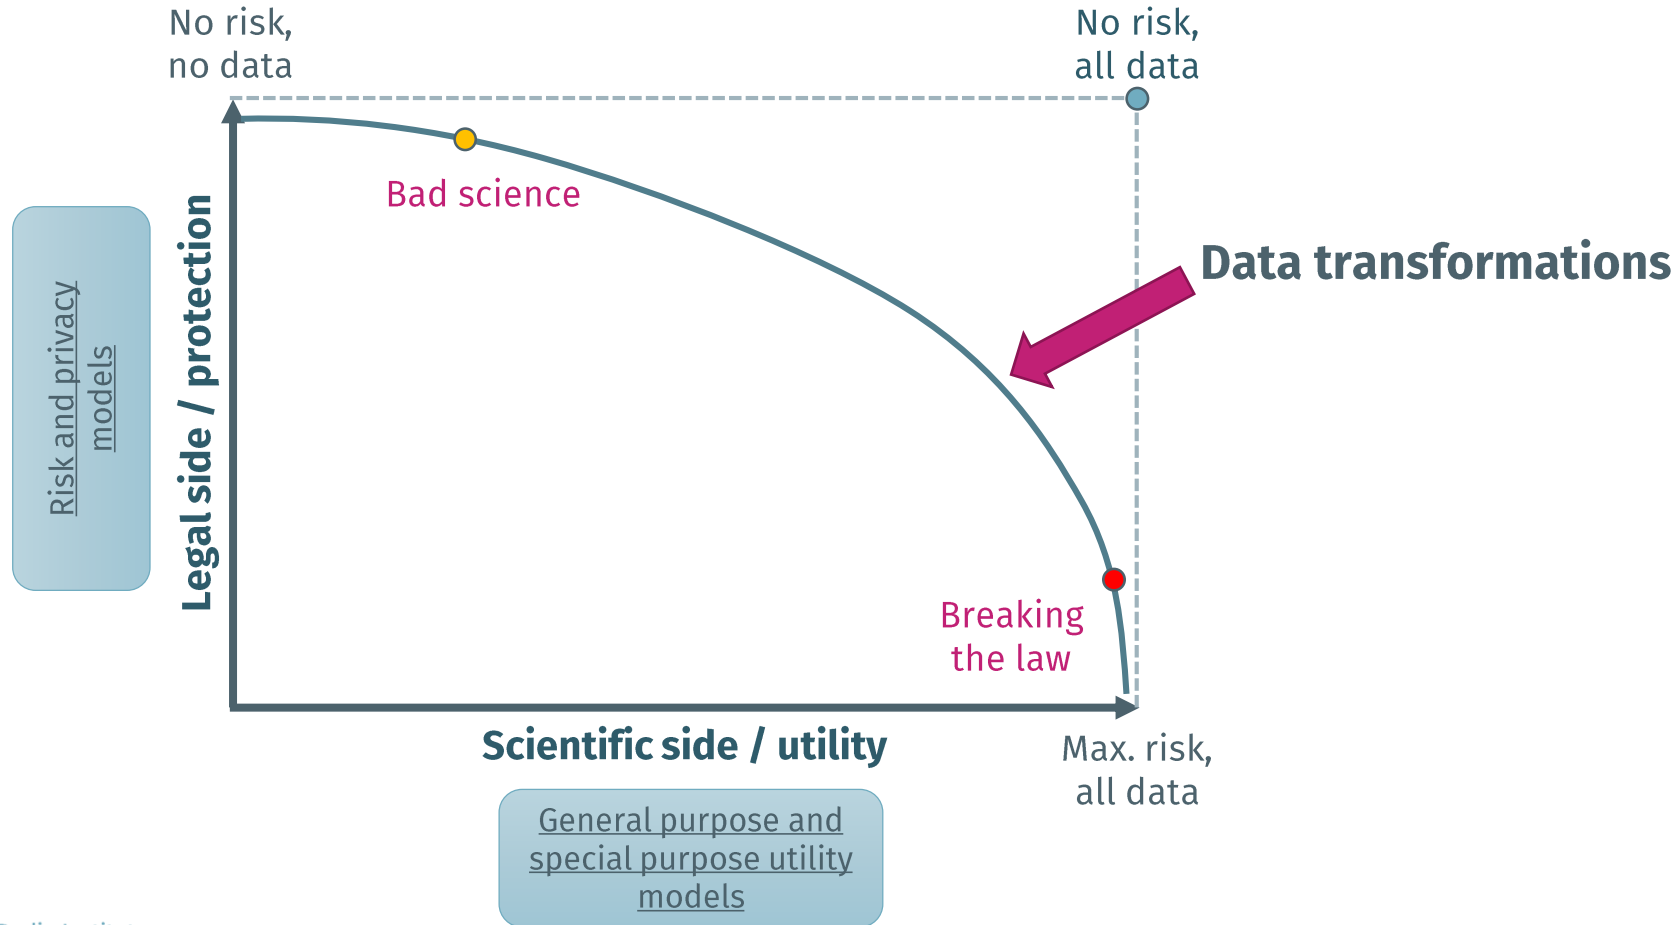 No risk,
no data
No risk,
all data
Bad science
Data transformations
Risk and privacy
models
Legal side / protection
Breaking
the law
Scientific side / utility
Max. risk,
all data
General purpose and
special purpose utility
models